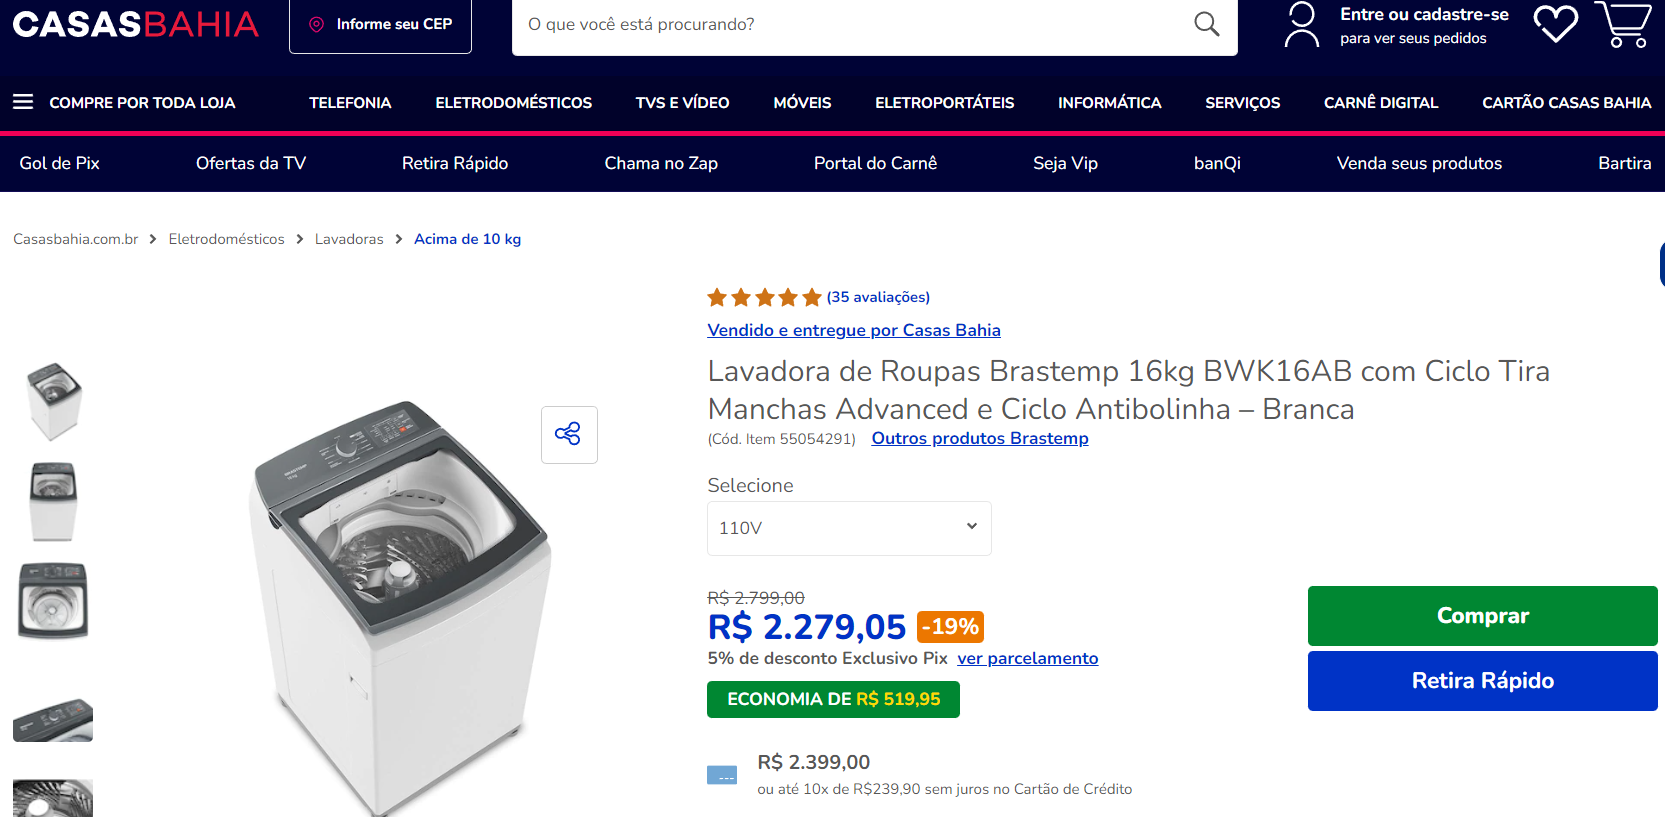 CASASBAHIA
Informe seu CEP
O que você está procurando?
Entre ou cadastre-se
para ver seus pedidos
COMPRE POR TODA LOJA
TELEFONIA
ELETRODOMÉSTICOS
TVS E VÍDEO
MÓVEIS
ELETROPORTÁTEIS
INFORMÁTICA
SERVIÇOS
CARNÊ DIGITAL
CARTÃO CASAS BAHIA
Gol de Pix
Ofertas da TV
Retira Rápido
Chama no Zap
Portal do Carnê
Seja Vip
banQi
Venda seus produtos
Bartira
Casasbahia.com.br > Eletrodomésticos > Lavadoras > Acima de 10 kg
(35 avaliações)
Vendido e entregue por Casas Bahia
Lavadora de Roupas Brastemp 16kg BWK16AB com Ciclo Tira
Manchas Advanced e Ciclo Antibolinha – Branca
(Cód. Item 55054291) Outros produtos Brastemp
Selecione
110V
R$ 2.799,00
R$ 2.279,05 -19%
5% de desconto Exclusivo Pix ver parcelamento
ECONOMIA DE R$ 519,95
Comprar
Retira Rápido
R$ 2.399,00
ou até 10x de R$239,90 sem juros no Cartão de Crédito
BRASTEMP